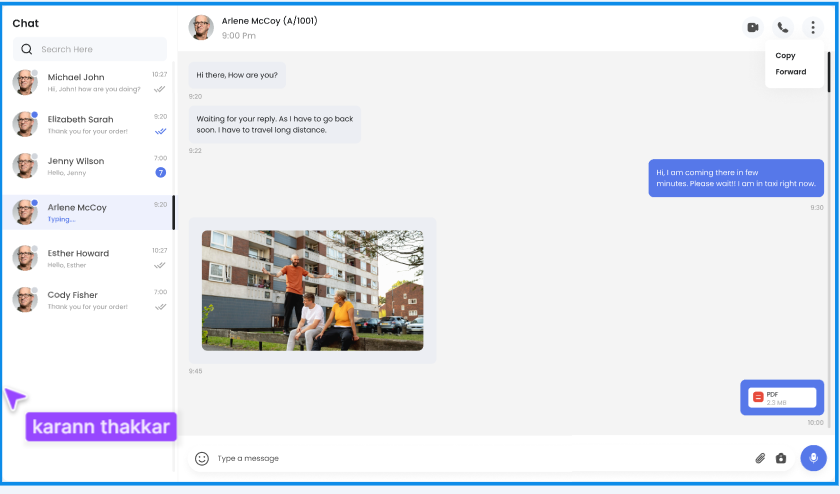 Chat
Search Here
Michael John
10:27
Hi, John! how are you doing?
Elizabeth Sarah
9:20
Thank you for your order!
Jenny Wilson
7:00
Hello, Jenny
7
Arlene McCoy
9:20
Typing...
Esther Howard
10:27
Hello, Esther
Cody Fisher
7:00
Thank you for your order!
karann thakkar
Arlene McCoy (A/1001)
9:00 Pm
Copy
Forward
Hi there, How are you?
9:20
Waiting for your reply. As I have to go back
soon. I have to travel long distance.
9:22
Hi, I am coming there in few
minutes. Please wait!! I am in taxi right now.
9:30
9:45
PDF
2.3 MB
10:00
Type a message